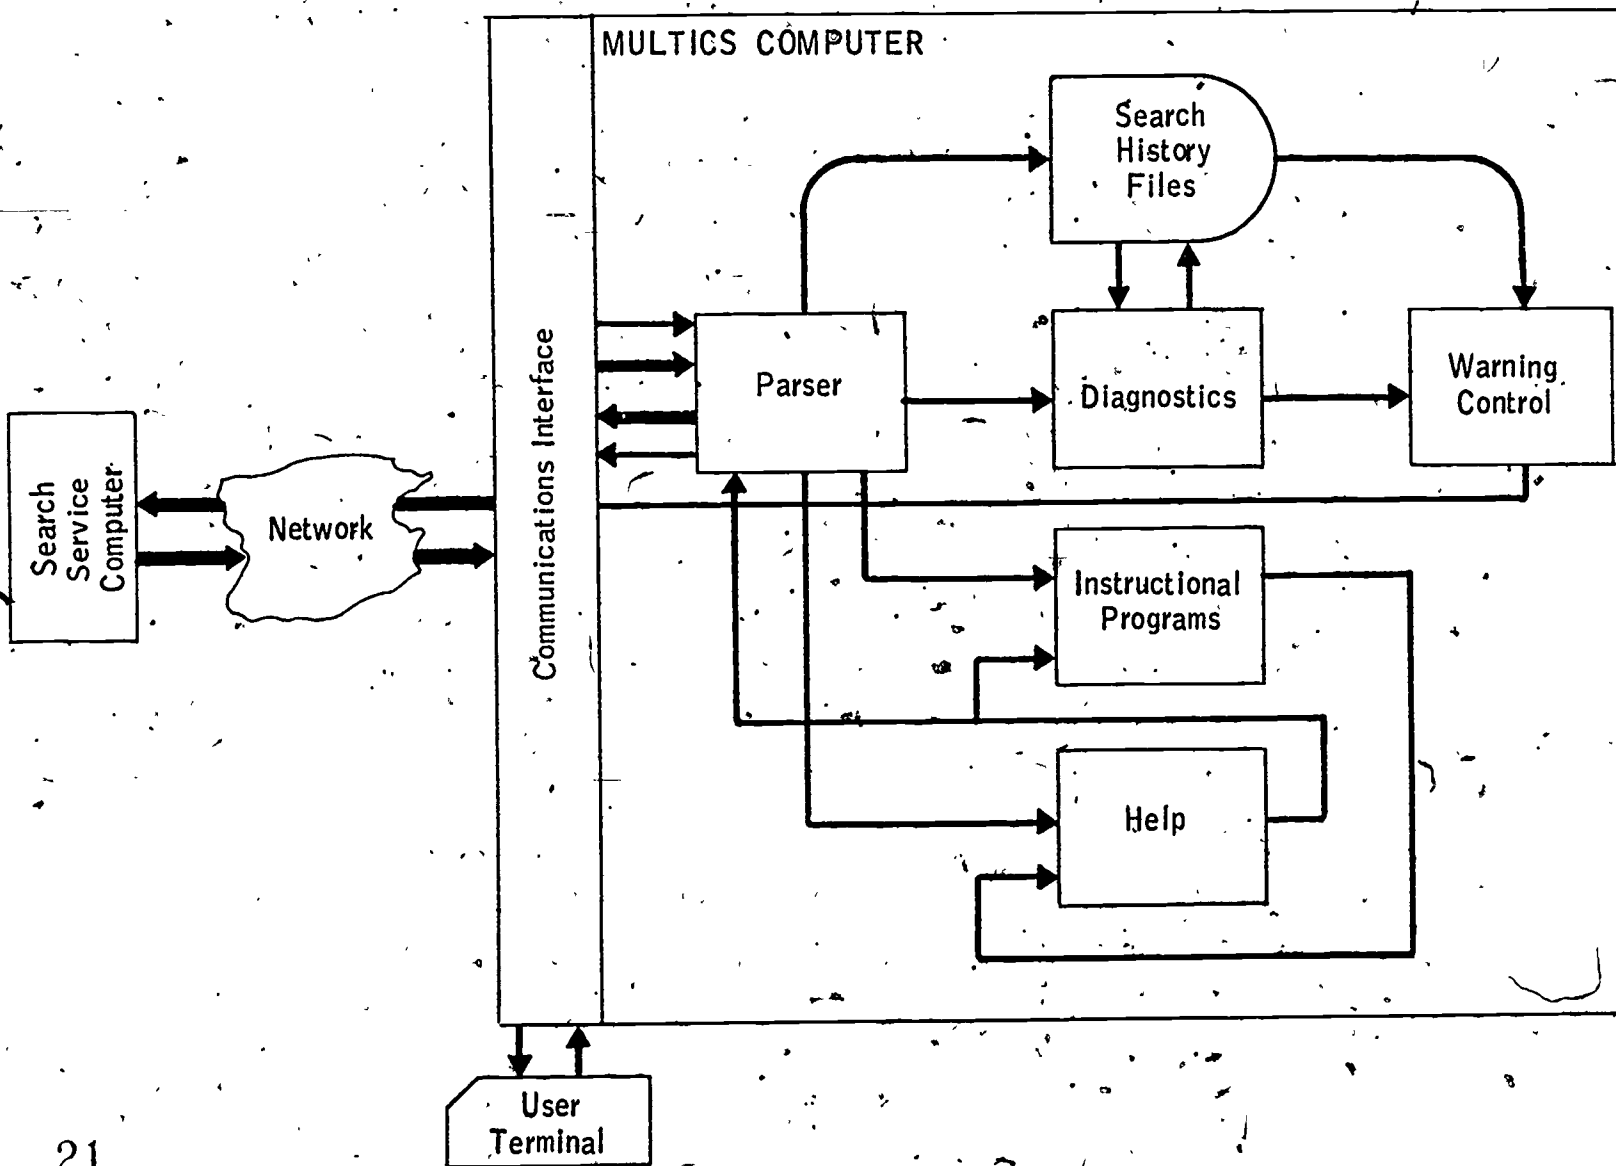 MULTICS COMPUTER
Search
History
Files
Communications Interface
Parser
Diagnostics
Warning
Control
Search
Service
Computer
Network
Instructional
Programs
Help
User
Terminal
21